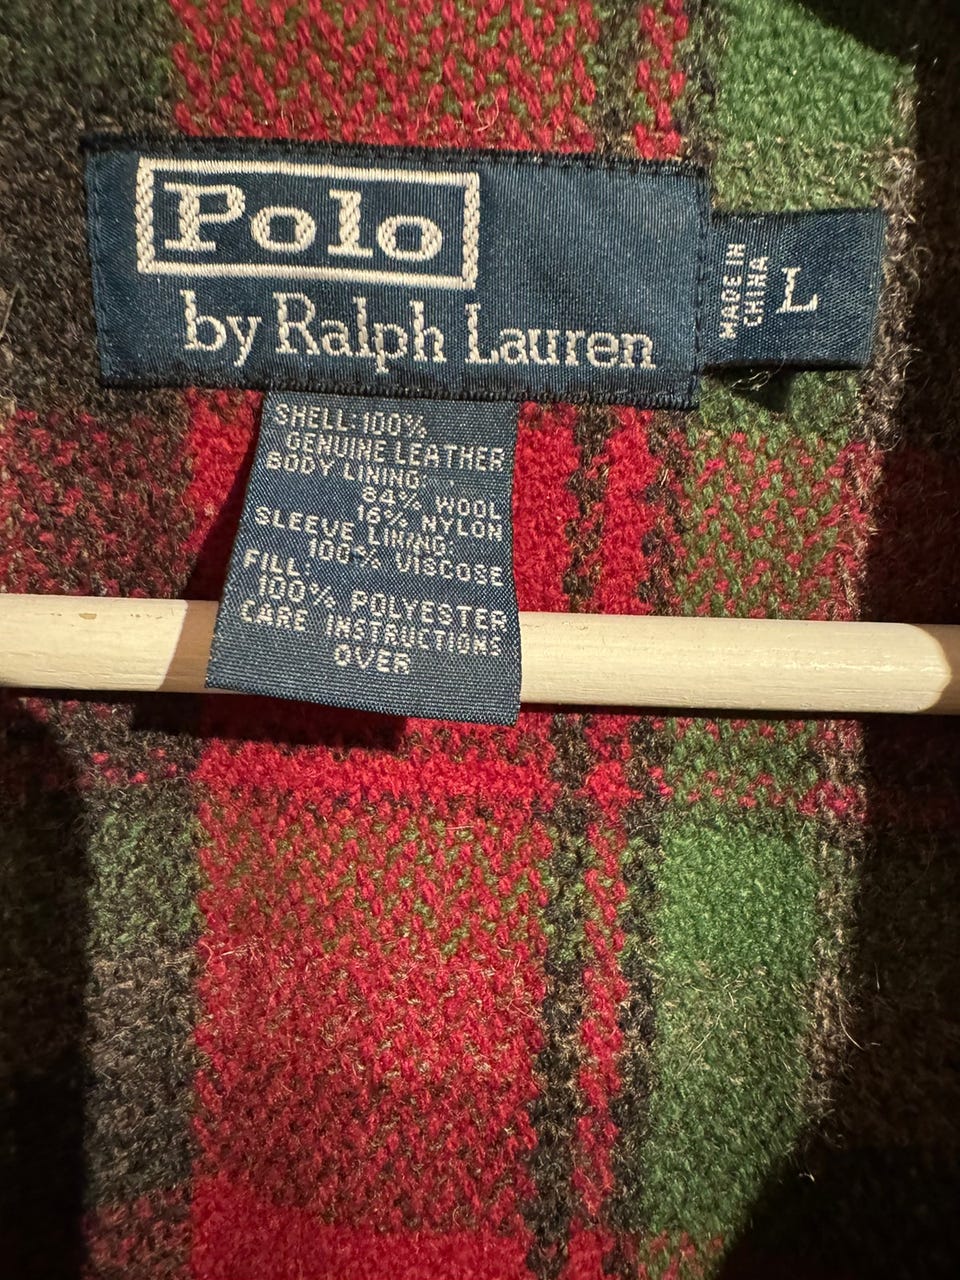 Polo
by Ralph Lauren
MADE IN
CHINA
L
SHELL: 100%
GENUINE LEATHER
BODY LINING:
84% WOOL
16% NYLON
SLEEVE LINING:
100% VISCOSE
FILL:
100% POLYESTER
CARE INSTRUCTIONS
OVER